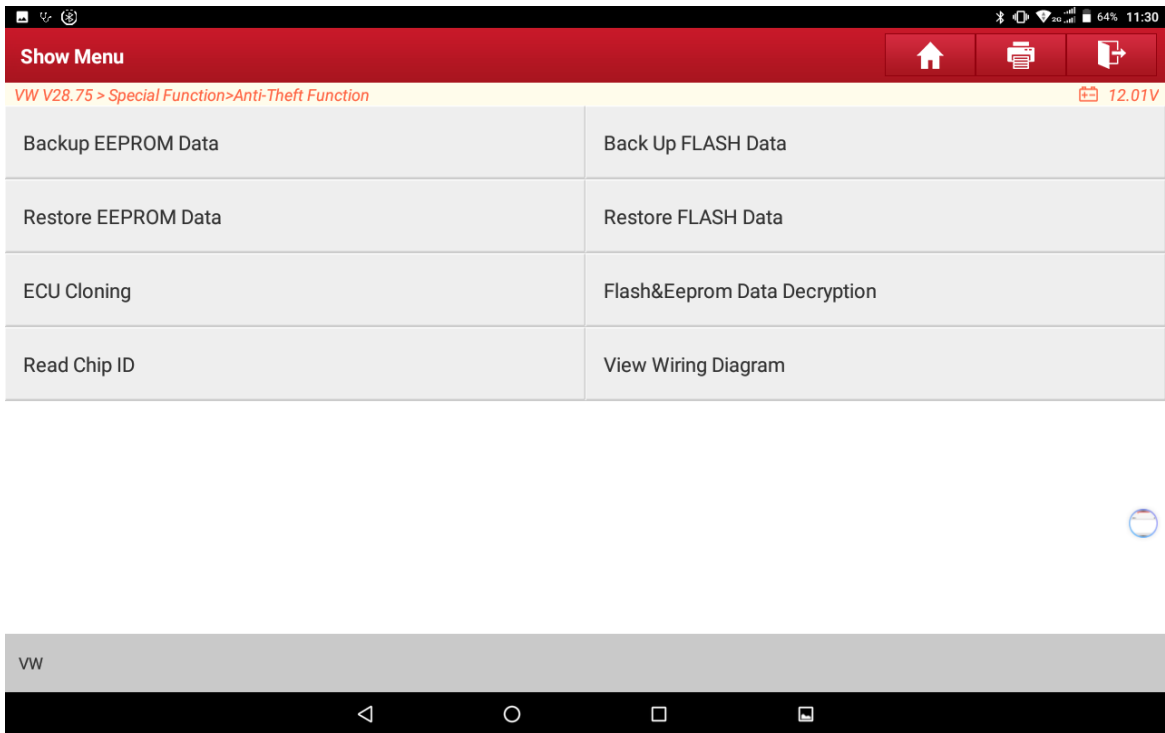 2G 64% 11:30
Show Menu
VW V28.75 > Special Function>Anti-Theft Function 12.01V
Backup EEPROM Data Back Up FLASH Data
Restore EEPROM Data Restore FLASH Data
ECU Cloning Flash&Eeprom Data Decryption
Read Chip ID View Wiring Diagram
VW